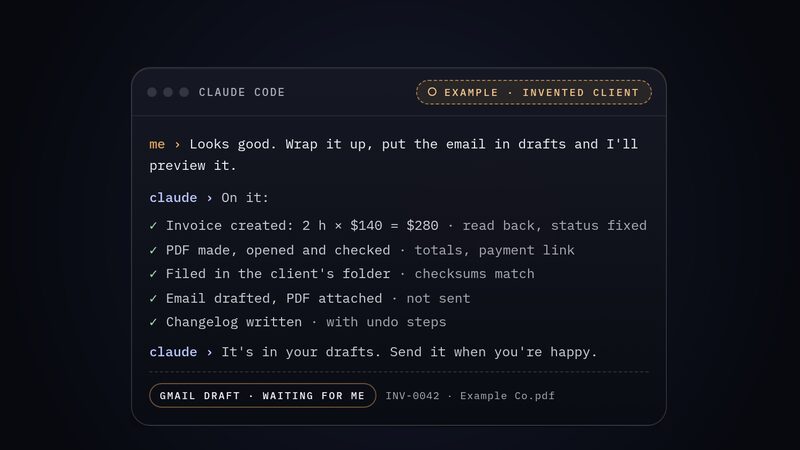 CLAUDE CODE
EXAMPLE · INVENTED CLIENT
me › Looks good. Wrap it up, put the email in drafts and I'll
preview it.
claude › On it:
✓ Invoice created: 2 h × $140 = $280 · read back, status fixed
✓ PDF made, opened and checked · totals, payment link
✓ Filed in the client's folder · checksums match
✓ Email drafted, PDF attached · not sent
✓ Changelog written · with undo steps
claude › It's in your drafts. Send it when you're happy.
GMAIL DRAFT · WAITING FOR ME
INV-0042 · Example Co.pdf